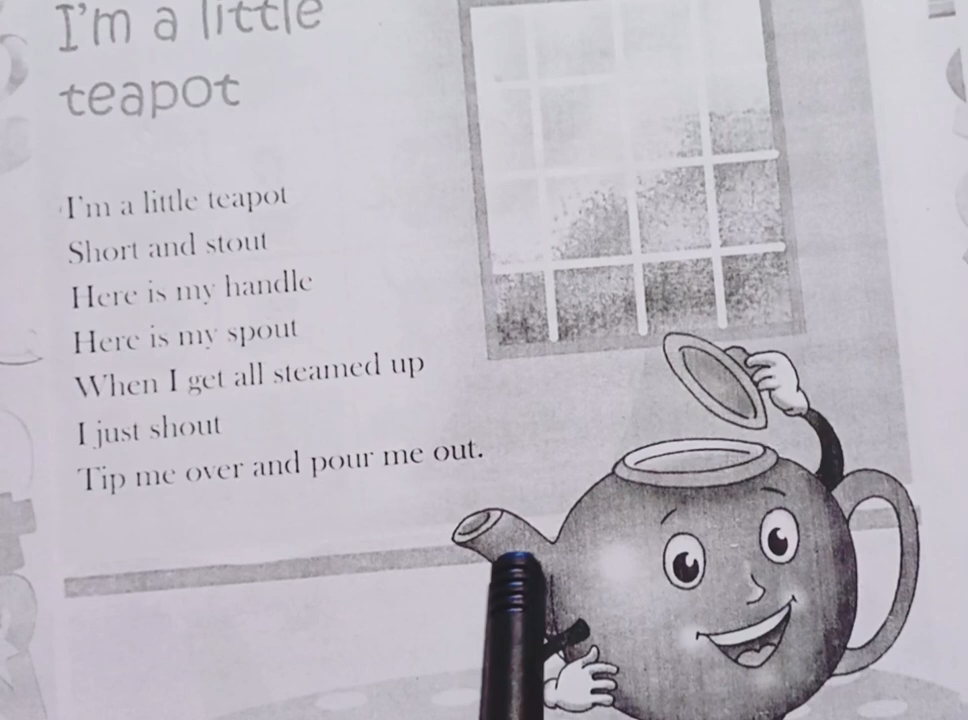 I'm a little
teapot
I'm a little teapot
Short and stout
Here is my handle
Here is my spout
When I get all steamed up
I just shout
Tip me over and pour me out.